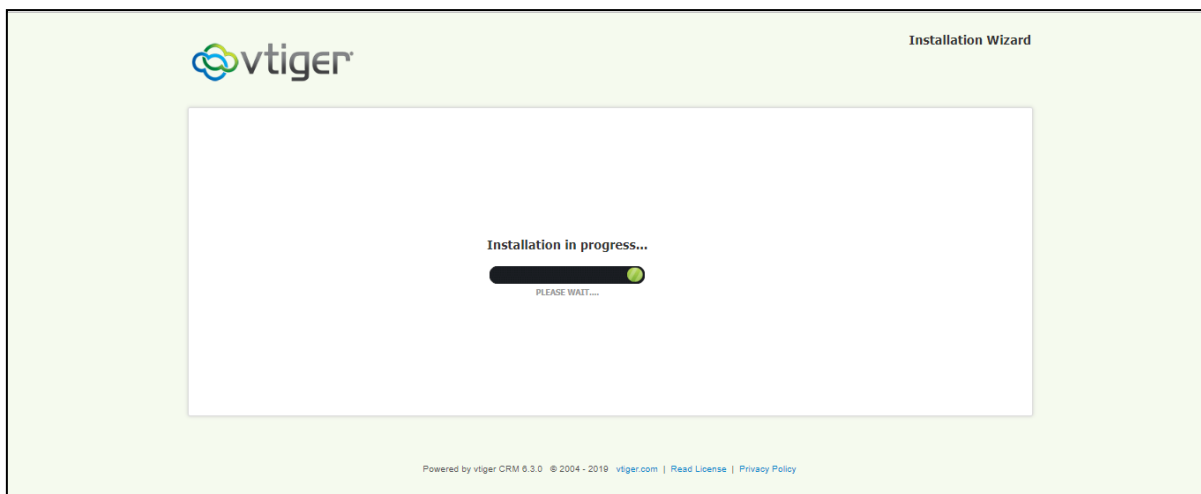 vtiger
Installation Wizard
Installation in progress...
PLEASE WAIT....
Powered by vtiger CRM 6.3.0 © 2004 - 2019 vtiger.com | Read License | Privacy Policy